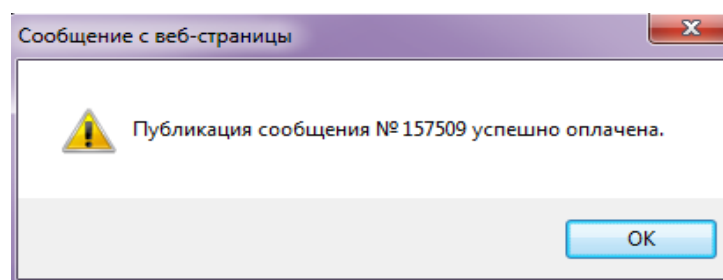 Сообщение с веб-страницы
Публикация сообщения № 157509 успешно оплачена.
OK